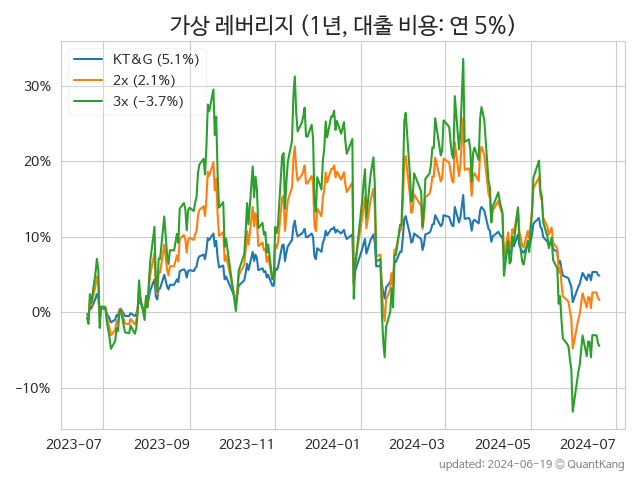 가상 레버리지 (1년, 대출 비용: 연 5%)
KT&G (5.1%)
2x (2.1%)
3x (−3.7%)
30%
20%
10%
0%
−10%
2023-07 2023-09 2023-11 2024-01 2024-03 2024-05 2024-07
updated: 2024-06-19 © QuantKang